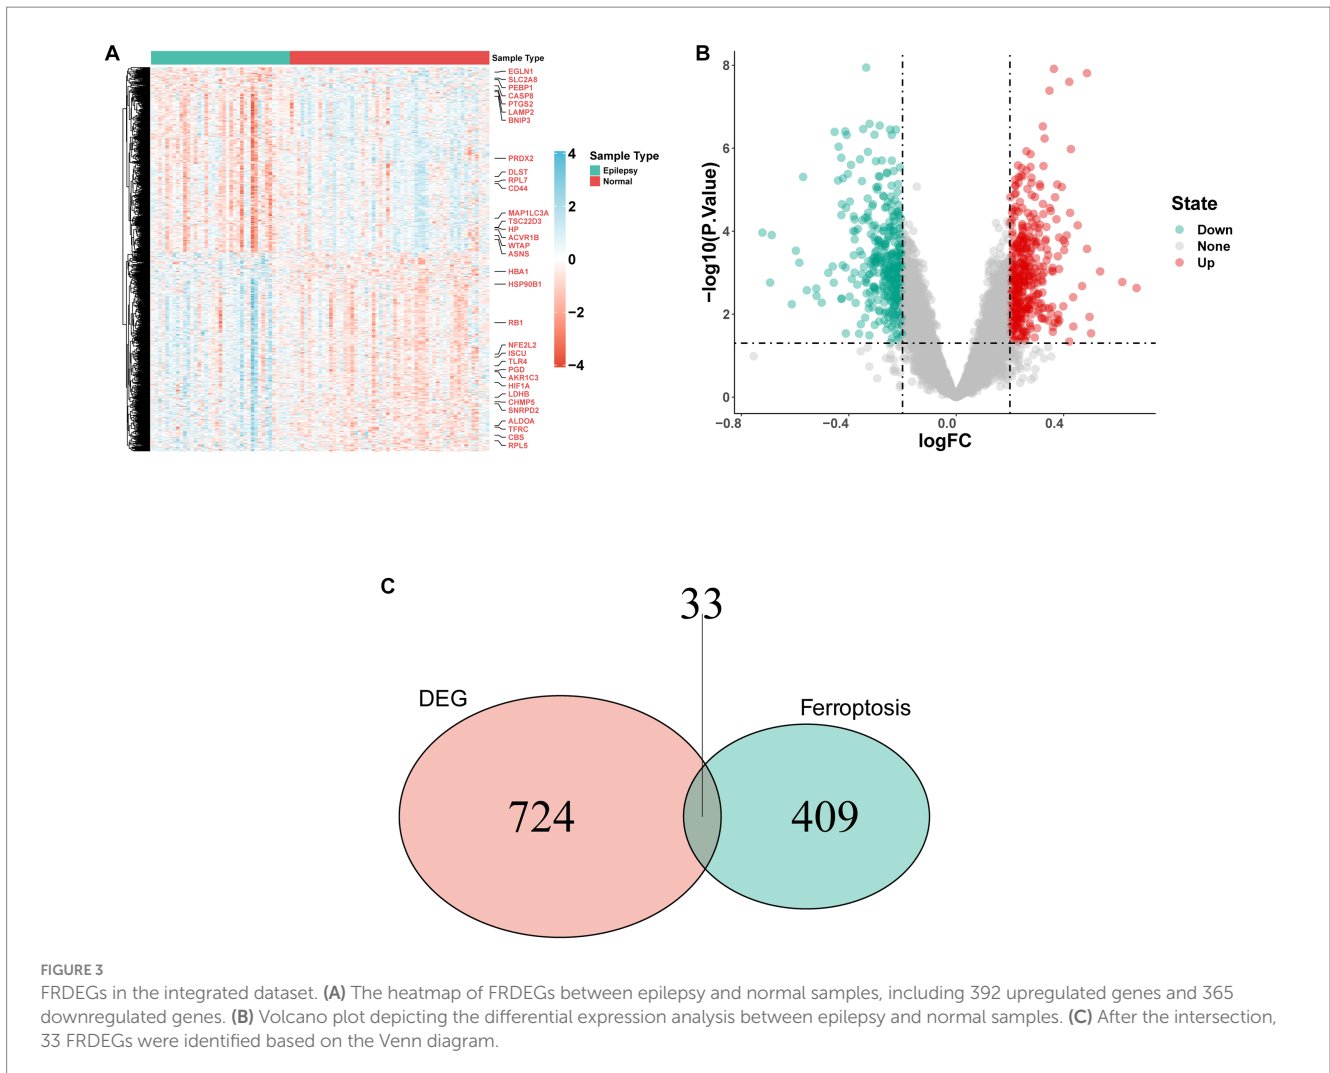 A
Sample Type
EGLN1
SLC2A8
PEBP1
CASP8
PTGS2
LAMP2
BNIP3
PRDX2
DLST
RPL7
CD44
MAP1LC3A
TSC22D3
HP
ACVR1B
WTAP
ASNS
HBA1
HSP90B1
RB1
NFE2L2
ISCU
TLR4
PGD
AKR1C3
HIF1A
LDHB
CHMP5
SNRPD2
ALDOA
TFRC
CBS
RPL5
4
2
0
−2
−4
Sample Type
Epilepsy
Normal
B
−log10(P.Value)
8
6
4
2
0
−0.8
−0.4
0.0
0.4
logFC
State
Down
None
Up
C
33
DEG
Ferroptosis
724
409
FIGURE 3
FRDEGs in the integrated dataset. (A) The heatmap of FRDEGs between epilepsy and normal samples, including 392 upregulated genes and 365
downregulated genes. (B) Volcano plot depicting the differential expression analysis between epilepsy and normal samples. (C) After the intersection,
33 FRDEGs were identified based on the Venn diagram.